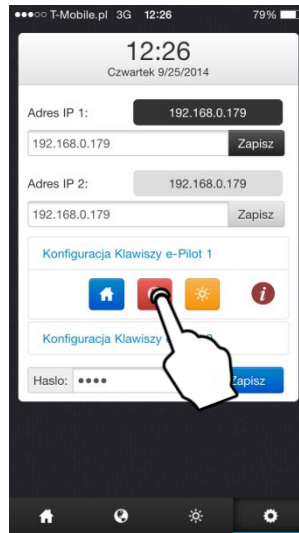 T-Mobile.pl 3G 12:26 79%
12:26
Czwartek 9/25/2014
Adres IP 1: 192.168.0.179
192.168.0.179 Zapisz
Adres IP 2: 192.168.0.179
192.168.0.179 Zapisz
Konfiguracja Klawiszy e-Pilot 1
i
Konfiguracja Klawiszy
Hasło: ••••
Zapisz